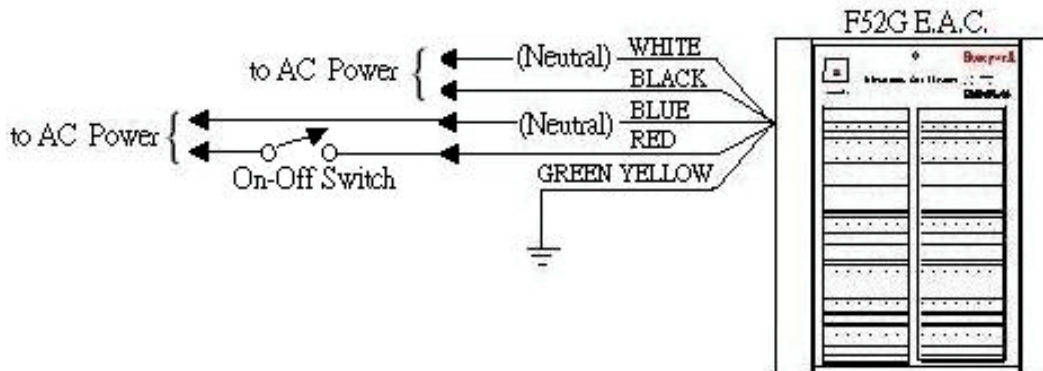 F52G E.A.C.
Honeywell
to AC Power
(Neutral) WHITE
BLACK
to AC Power
(Neutral) BLUE
RED
On-Off Switch
GREEN YELLOW